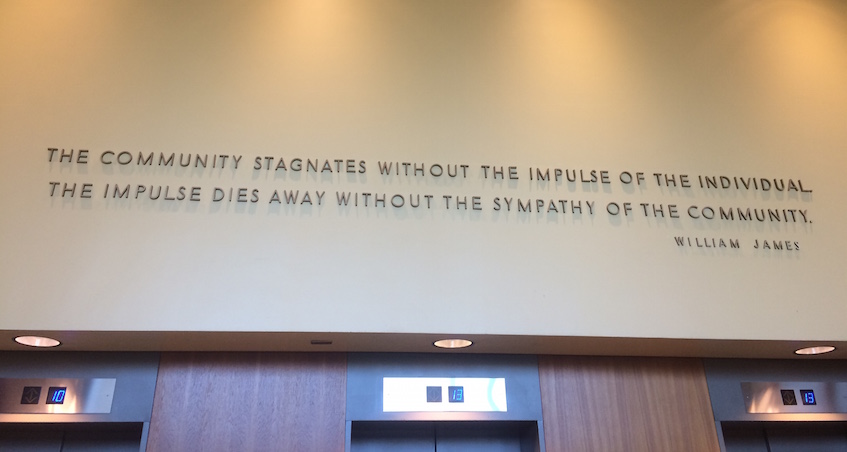 THE COMMUNITY STAGNATES WITHOUT THE IMPULSE OF THE INDIVIDUAL.
THE IMPULSE DIES AWAY WITHOUT THE SYMPATHY OF THE COMMUNITY.
WILLIAM JAMES
10 13 13